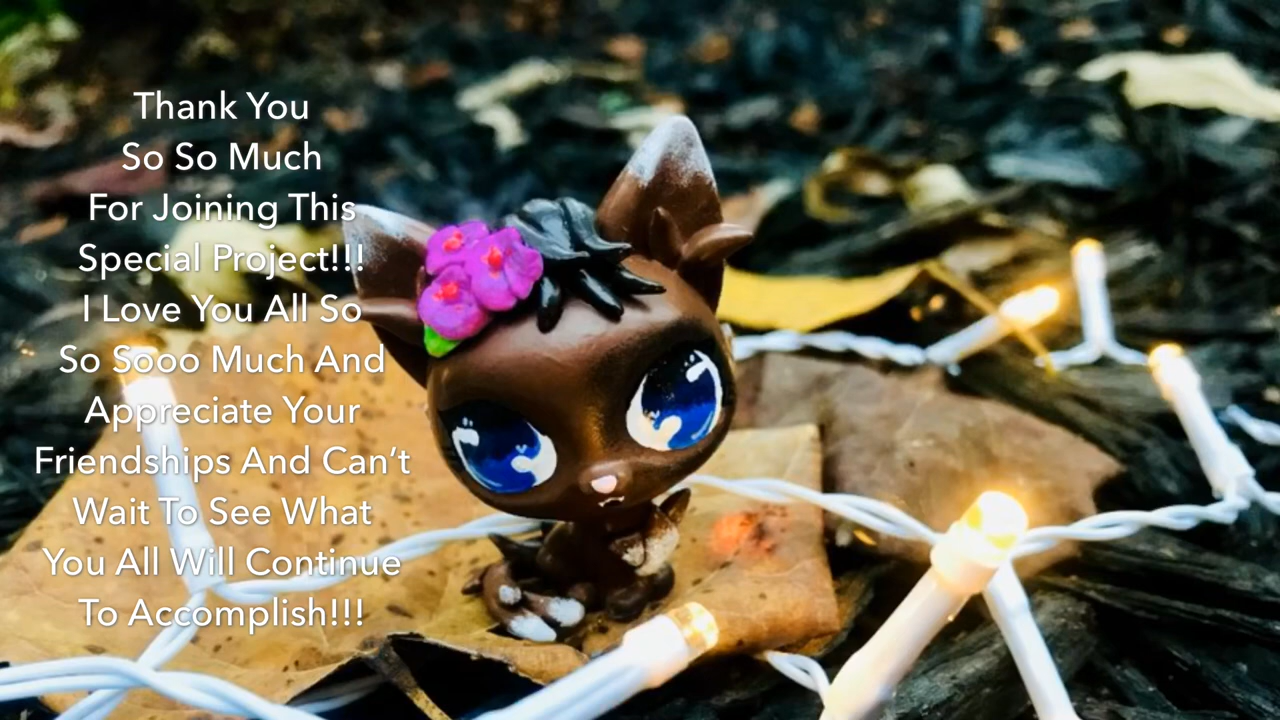 Thank You
So So Much
For Joining This
Special Project!!!
I Love You All So
So Sooo Much And
Appreciate Your
Friendships And Can’t
Wait To See What
You All Will Continue
To Accomplish!!!